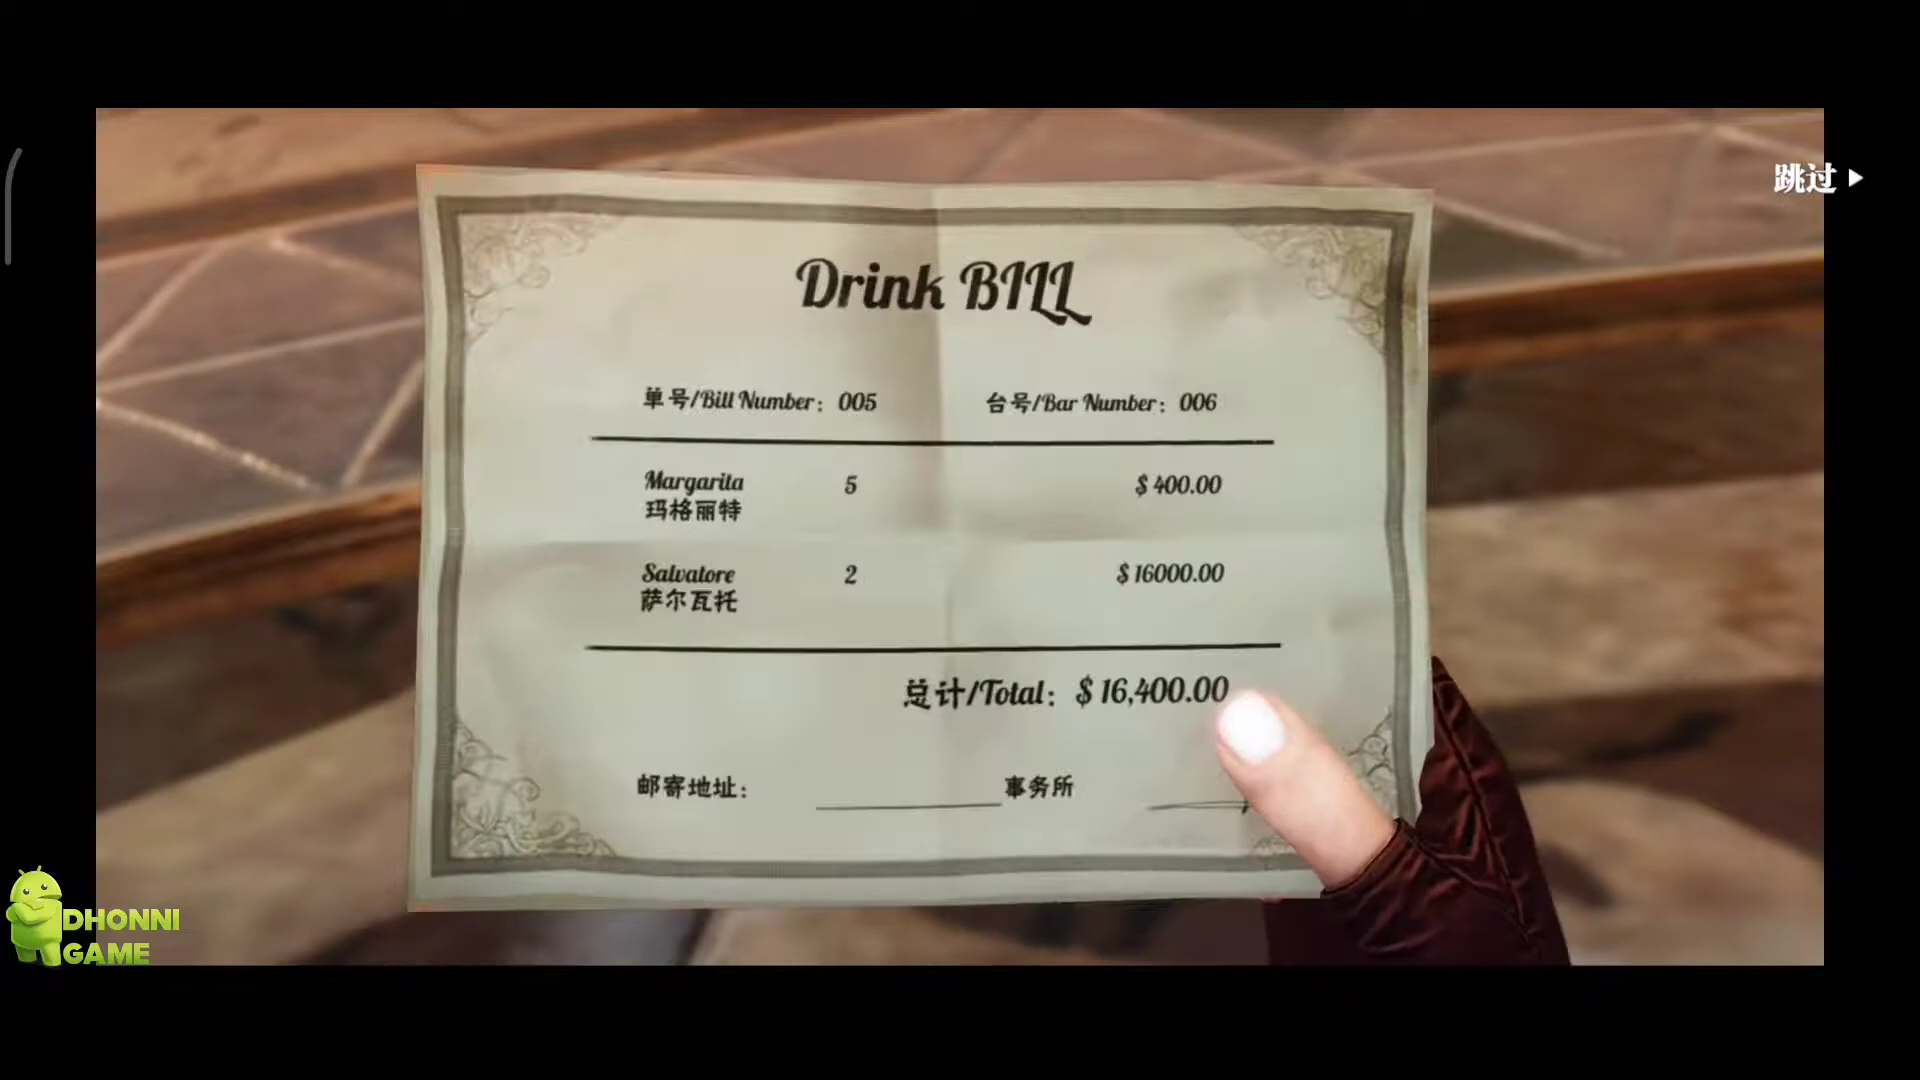 跳过
Drink BILL
单号/Bill Number: 005 台号/Bar Number: 006
Margarita 5 $ 400.00
玛格丽特
Salvatore 2 $ 16000.00
萨尔瓦托
总计/Total: $ 16,400.00
邮寄地址: 事务所
DHONNI
GAME